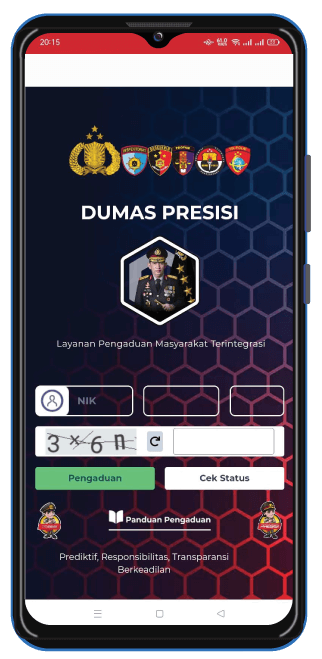 20:15
DUMAS PRESISI
Layanan Pengaduan Masyarakat Terintegrasi
NIK
3 x 6 n
Pengaduan
Cek Status
Panduan Pengaduan
Prediktif, Responsibilitas, Transparansi
Berkeadilan